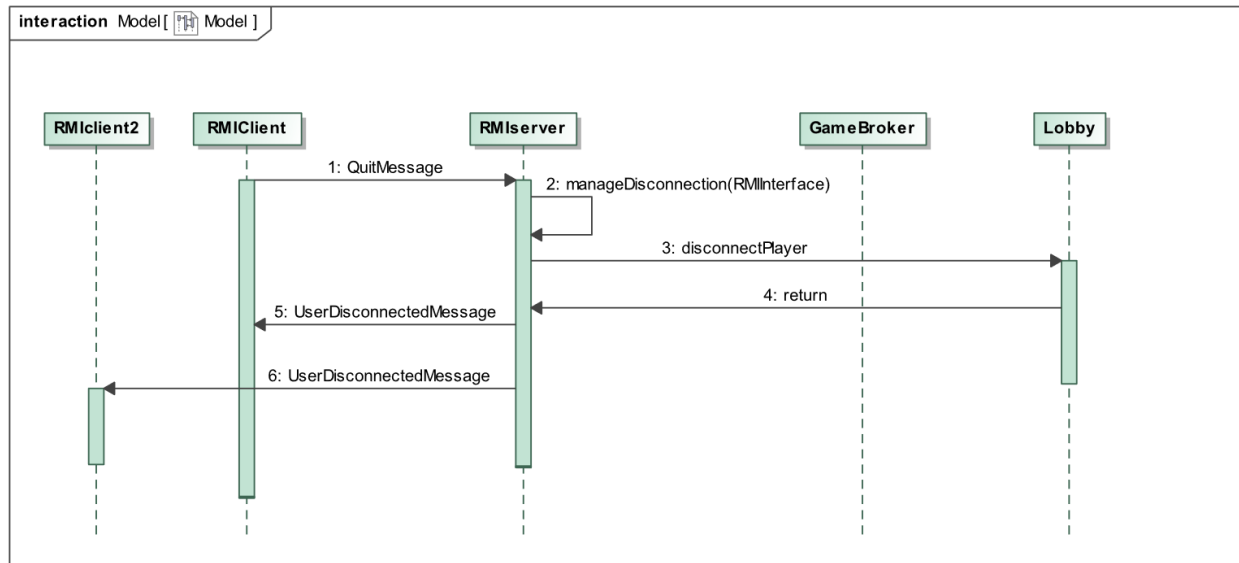 interaction Model [ Model ]
RMIclient2 RMIClient RMIserver GameBroker Lobby
1: QuitMessage
2: manageDisconnection(RMIInterface)
3: disconnectPlayer
4: return
5: UserDisconnectedMessage
6: UserDisconnectedMessage